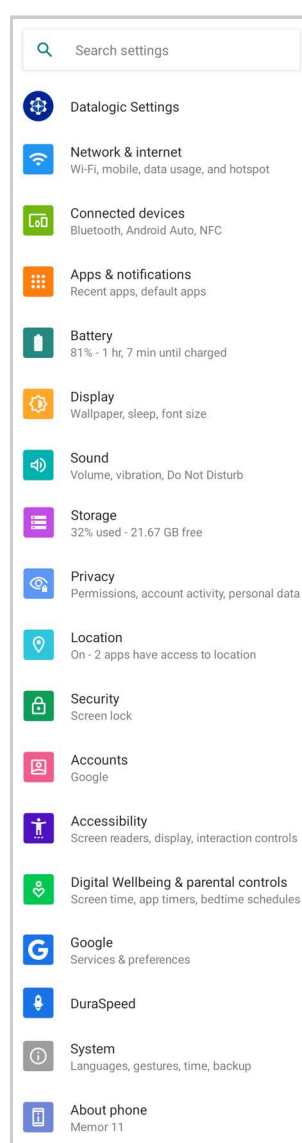 Search settings
Datalogic Settings
Network & internet
Wi-Fi, mobile, data usage, and hotspot
Connected devices
Bluetooth, Android Auto, NFC
Apps & notifications
Recent apps, default apps
Battery
81% - 1 hr, 7 min until charged
Display
Wallpaper, sleep, font size
Sound
Volume, vibration, Do Not Disturb
Storage
32% used - 21.67 GB free
Privacy
Permissions, account activity, personal data
Location
On - 2 apps have access to location
Security
Screen lock
Accounts
Google
Accessibility
Screen readers, display, interaction controls
Digital Wellbeing & parental controls
Screen time, app timers, bedtime schedules
G Google
Services & preferences
DuraSpeed
System
Languages, gestures, time, backup
About phone
Memor 11